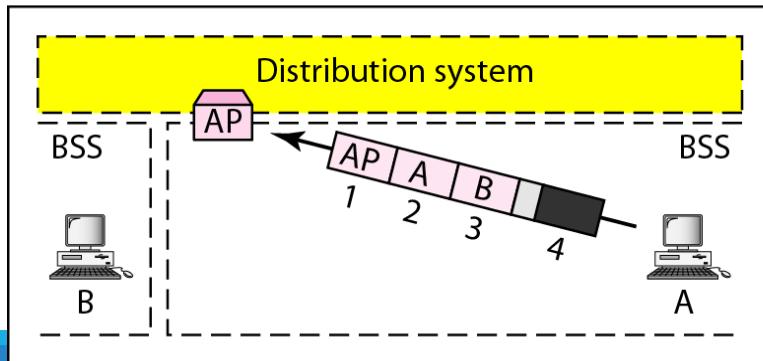 Distribution system
AP
BSS
BSS
AP A B
1 2 3 4
B
A